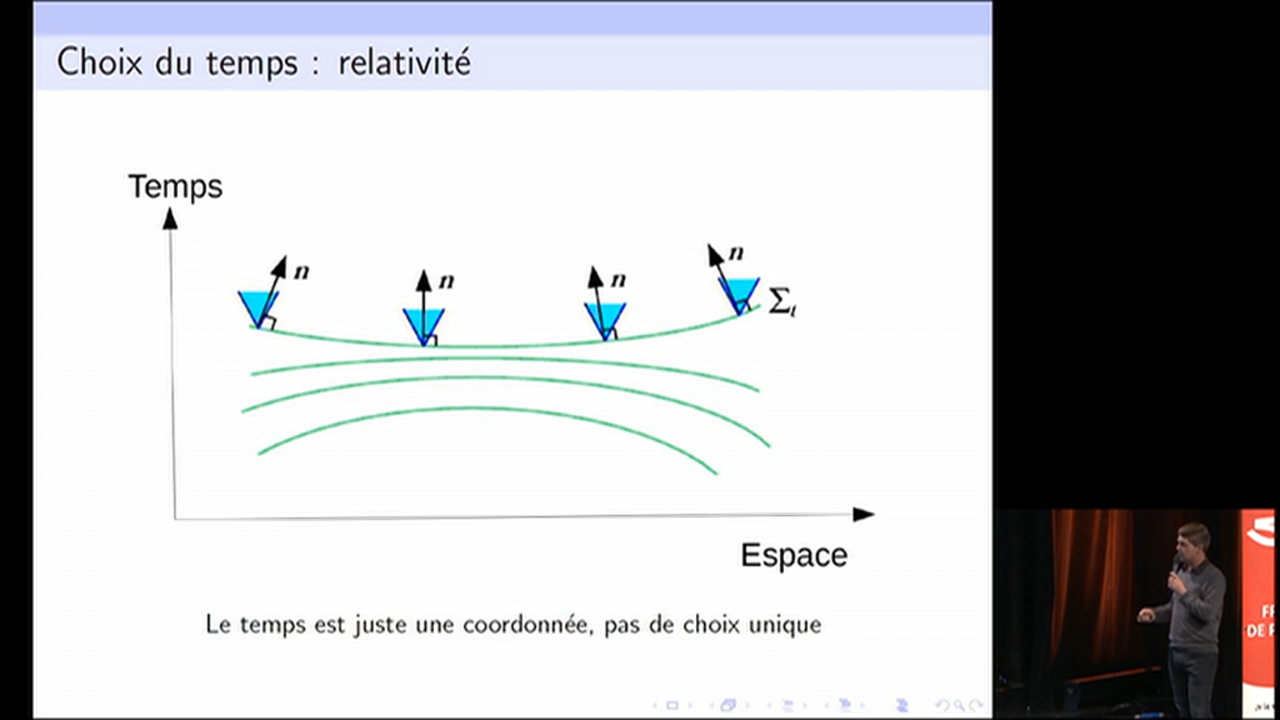 Choix du temps : relativité
Temps
n
n
n
n
Σt
Espace
Le temps est juste une coordonnée, pas de choix unique